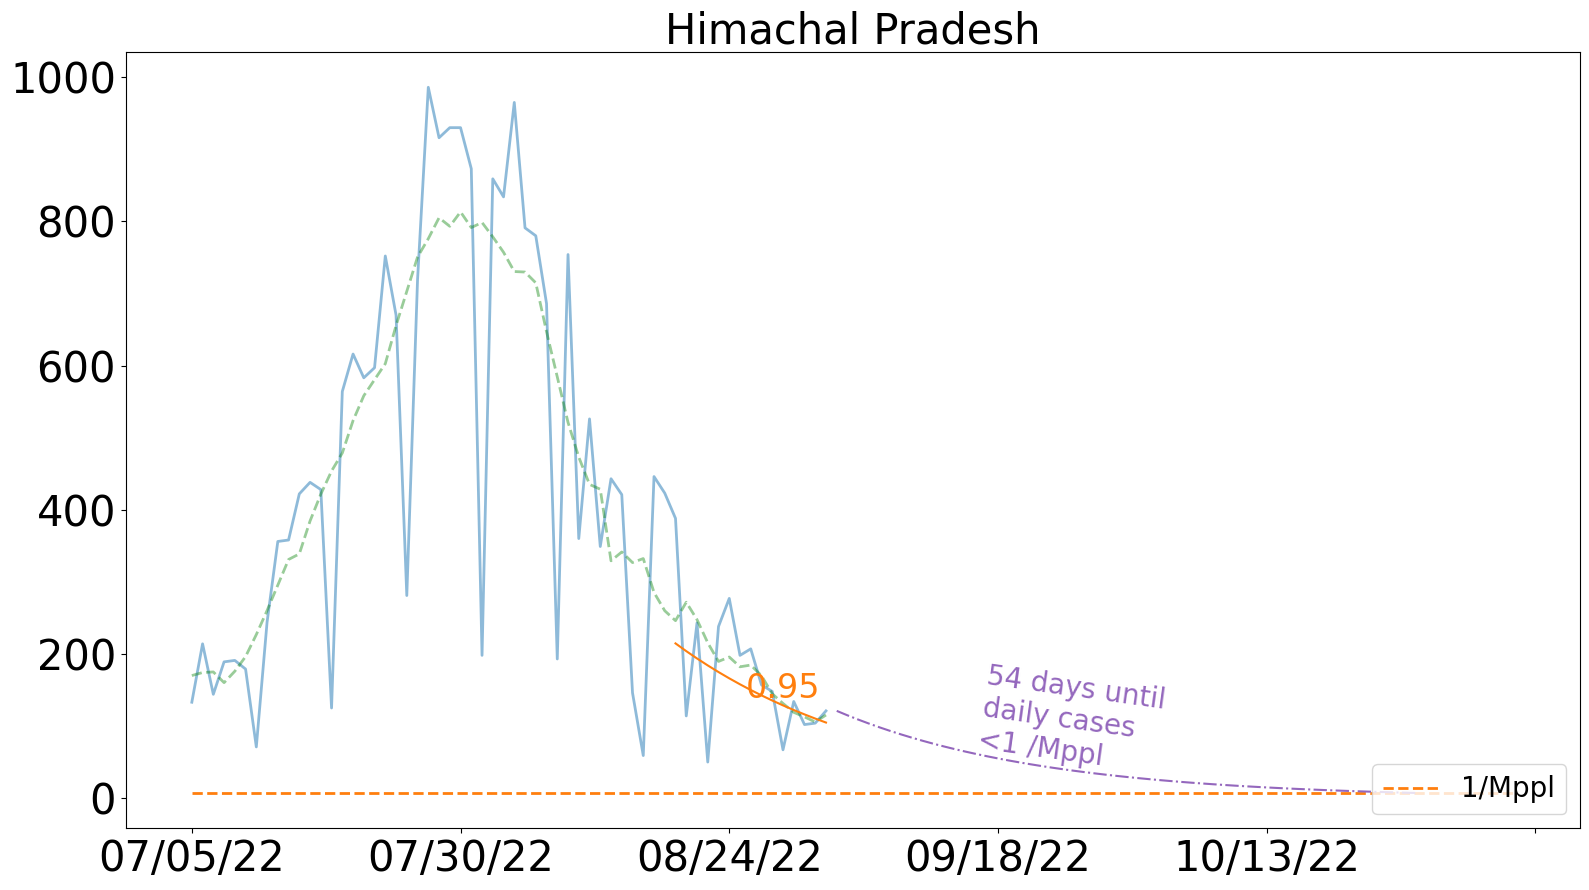 Himachal Pradesh
1000
800
600
400
200
0
0.95
54 days until
daily cases
<1 /Mppl
1/Mppl
07/05/22
07/30/22
08/24/22
09/18/22
10/13/22